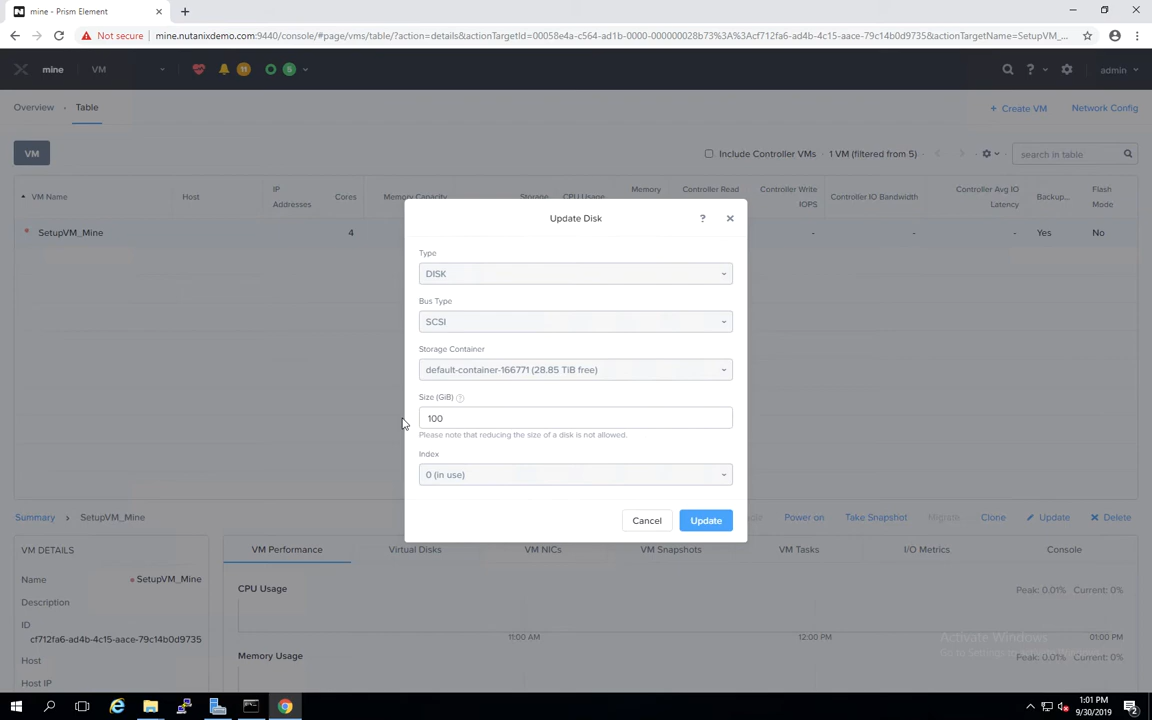 mine - Prism Element
Not secure
mine.nutanixdemo.com:9440/console/#page/vms/table/?action=details&actionTargetId=00058e4a-c564-ad1b-0000-000000028b73%3A%3Acf712fa6-ad4b-4c15-aace-79c14b0d9735&actionTargetName=SetupVM_...
mine
VM
11
5
?
admin
Overview · Table
+ Create VM
Network Config
VM
Include Controller VMs · 1 VM (filtered from 5) ·
search in table
VM Name
Host
IP Addresses
Cores
Memory Capacity
Storage
CPU Usage
Memory
Controller Read
Controller Write IOPS
Controller IO Bandwidth
Controller Avg IO Latency
Backup...
Flash Mode
SetupVM_Mine
4
-
-
-
Yes
No
Update Disk
?
Type
DISK
Bus Type
SCSI
Storage Container
default-container-166771 (28.85 TiB free)
Size (GiB) ?
100
Please note that reducing the size of a disk is not allowed.
Index
0 (in use)
Cancel
Update
Summary > SetupVM_Mine
Power on
Take Snapshot
Migrate
Clone
Update
Delete
VM DETAILS
VM Performance
Virtual Disks
VM NICs
VM Snapshots
VM Tasks
I/O Metrics
Console
Name
SetupVM_Mine
Description
ID
cf712fa6-ad4b-4c15-aace-79c14b0d9735
Host
Host IP
CPU Usage
Peak: 0.01% Current: 0%
11:00 AM
12:00 PM
01:00 PM
Memory Usage
Peak: 0.01% Current: 0%
Activate Windows
1:01 PM
9/30/2019
2